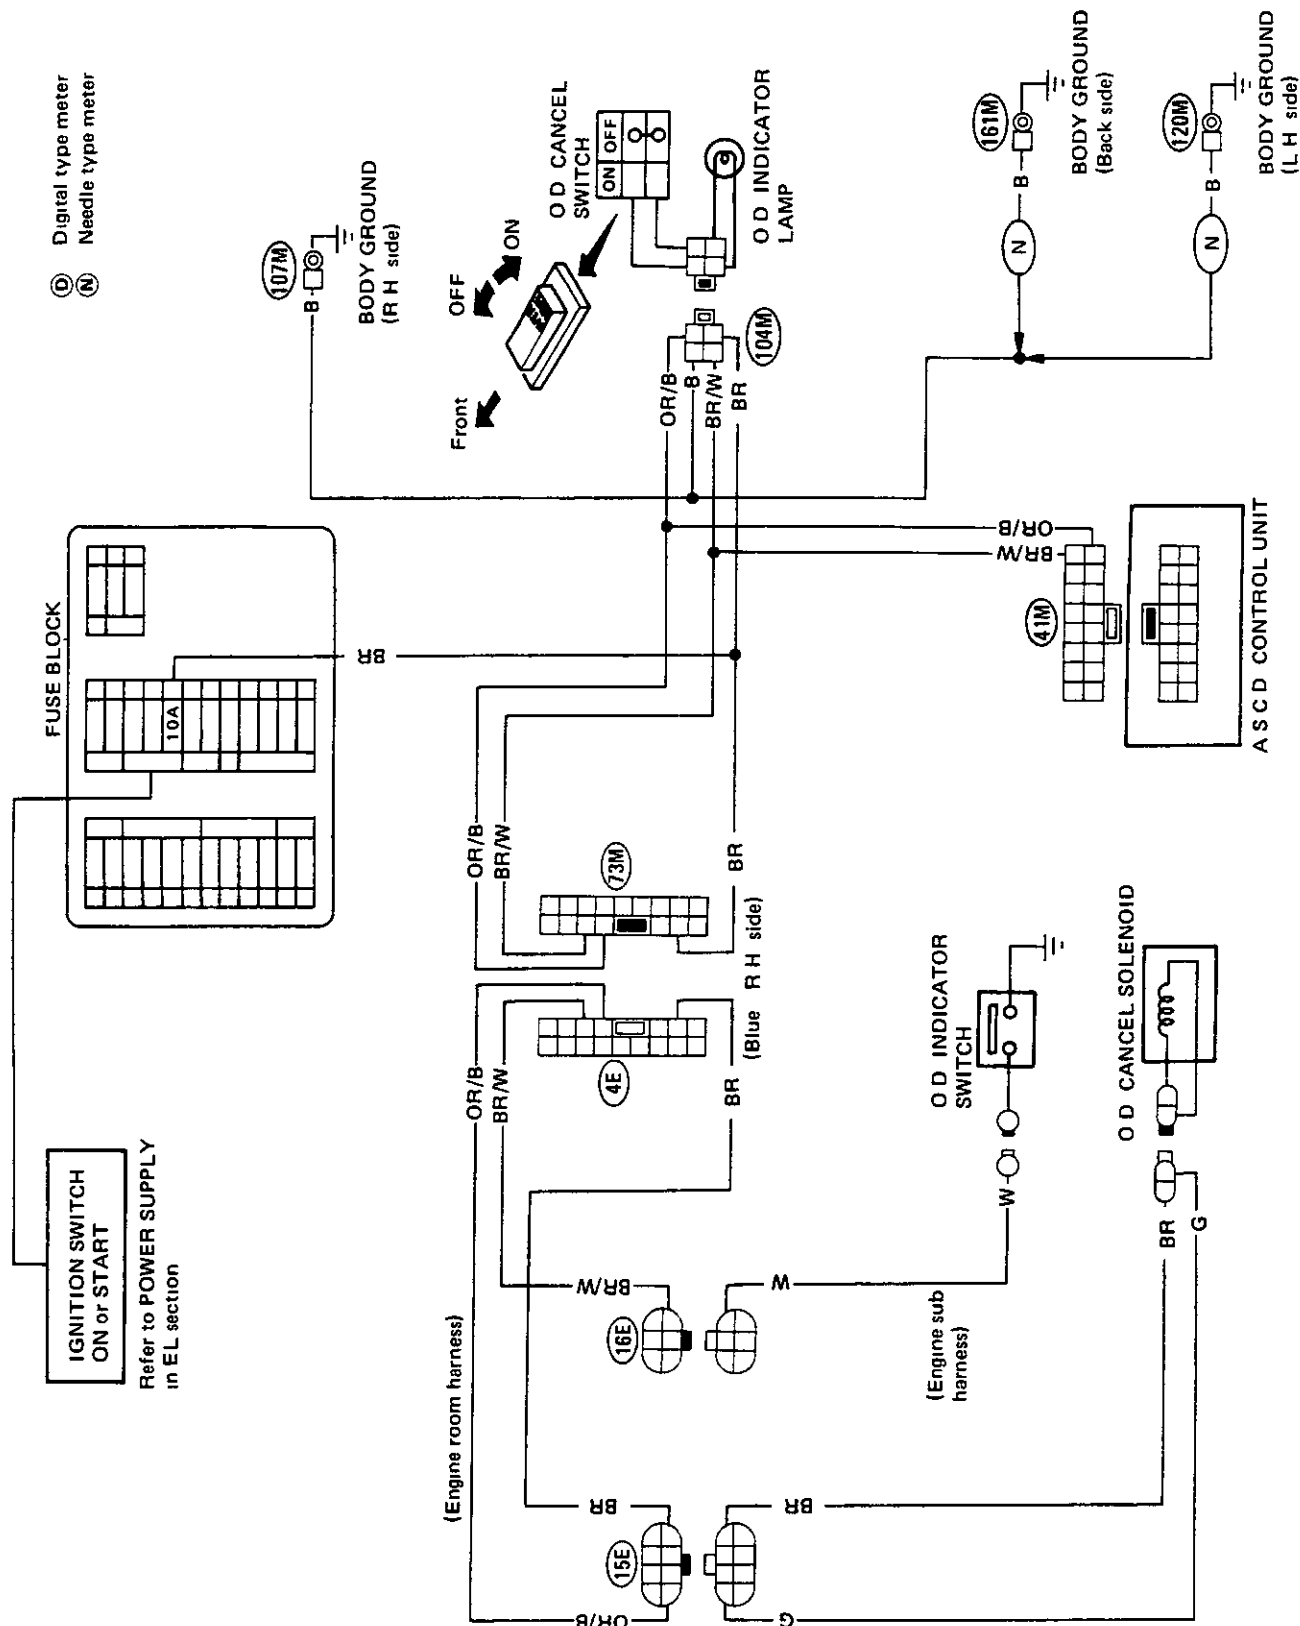 Ⓓ Digital type meter
Ⓝ Needle type meter
FUSE BLOCK
10A
IGNITION SWITCH
ON or START
Refer to POWER SUPPLY
in EL section
BR
107M
B
BODY GROUND
(R H side)
OFF
ON
Front
O D CANCEL
SWITCH
ON OFF
O D INDICATOR
LAMP
104M
OR/B
B
BR/W
BR
161M
B
N
BODY GROUND
(Back side)
120M
B
N
BODY GROUND
(L H side)
OR/B
BR/W
41M
A S C D CONTROL UNIT
OR/B
BR/W
73M
BR
(Blue R H side)
4E
OR/B
BR/W
BR
(Engine room harness)
BR/W
16E
W
(Engine sub
harness)
W
O D INDICATOR
SWITCH
O D CANCEL SOLENOID
BR
G
BR
15E
BR
OR/B
G